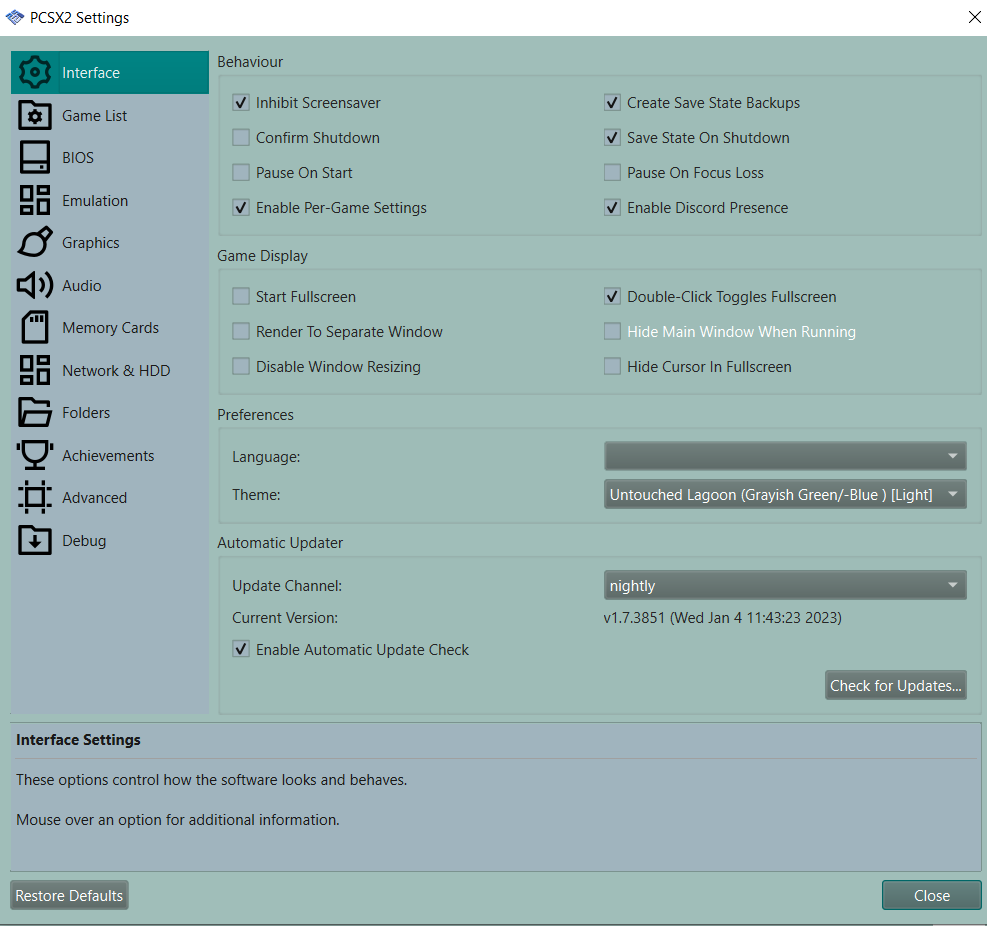 PCSX2 Settings
Interface
Game List
BIOS
Emulation
Graphics
Audio
Memory Cards
Network & HDD
Folders
Achievements
Advanced
Debug
Behaviour
Inhibit Screensaver
Create Save State Backups
Confirm Shutdown
Save State On Shutdown
Pause On Start
Pause On Focus Loss
Enable Per-Game Settings
Enable Discord Presence
Game Display
Start Fullscreen
Double-Click Toggles Fullscreen
Render To Separate Window
Hide Main Window When Running
Disable Window Resizing
Hide Cursor In Fullscreen
Preferences
Language:
Theme:
Untouched Lagoon (Grayish Green/-Blue ) [Light]
Automatic Updater
Update Channel:
nightly
Current Version:
v1.7.3851 (Wed Jan 4 11:43:23 2023)
Enable Automatic Update Check
Check for Updates...
Interface Settings
These options control how the software looks and behaves.
Mouse over an option for additional information.
Restore Defaults
Close